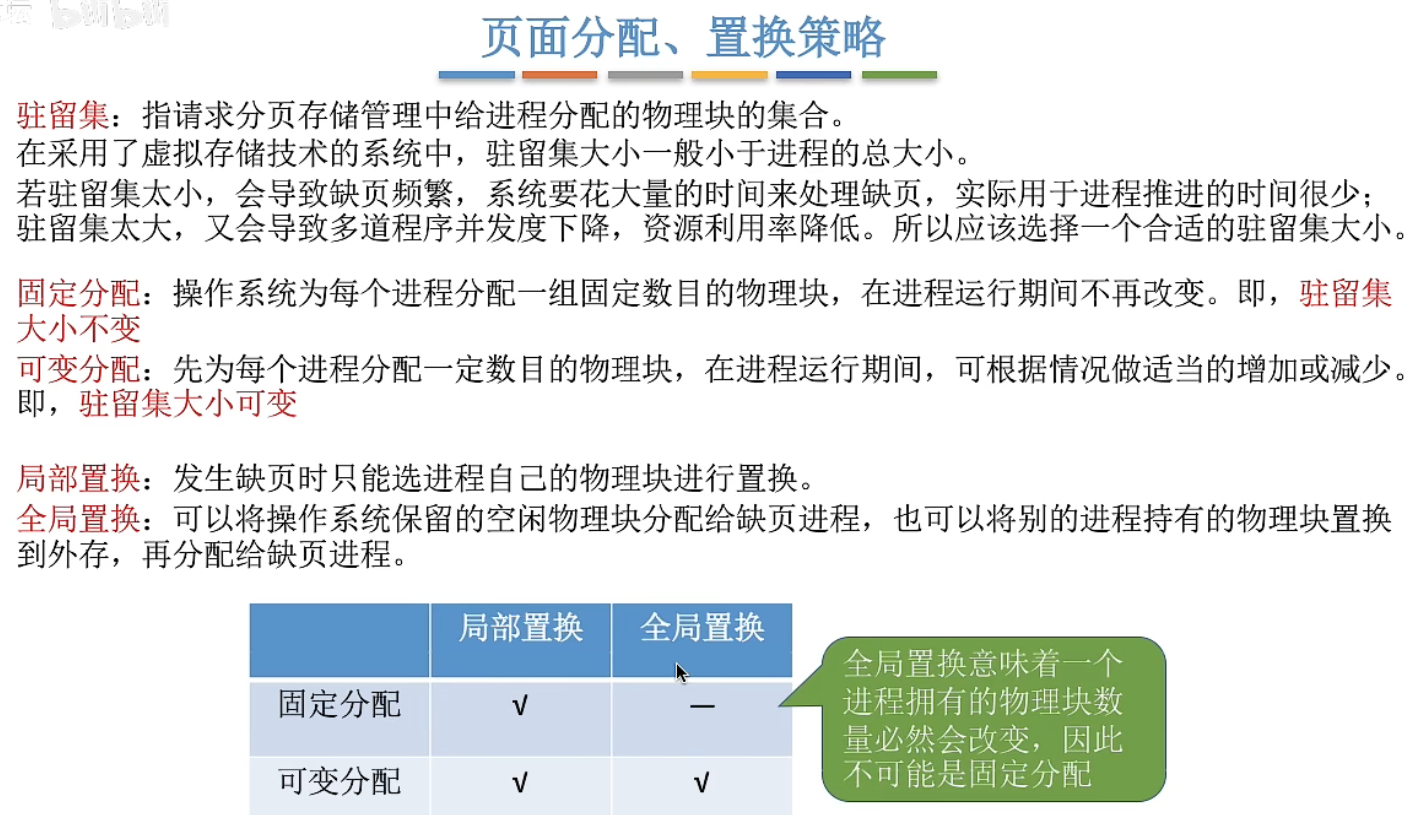 bilibili
页面分配、置换策略
驻留集：指请求分页存储管理中给进程分配的物理块的集合。
在采用了虚拟存储技术的系统中，驻留集大小一般小于进程的总大小。
若驻留集太小，会导致缺页频繁，系统要花大量的时间来处理缺页，实际用于进程推进的时间很少；
驻留集太大，又会导致多道程序并发度下降，资源利用率降低。所以应该选择一个合适的驻留集大小。
固定分配：操作系统为每个进程分配一组固定数目的物理块，在进程运行期间不再改变。即，驻留集
大小不变
可变分配：先为每个进程分配一定数目的物理块，在进程运行期间，可根据情况做适当的增加或减少。
即，驻留集大小可变
局部置换：发生缺页时只能选进程自己的物理块进行置换。
全局置换：可以将操作系统保留的空闲物理块分配给缺页进程，也可以将别的进程持有的物理块置换
到外存，再分配给缺页进程。
局部置换 全局置换
固定分配 √ —
可变分配 √ √
全局置换意味着一个
进程拥有的物理块数
量必然会改变，因此
不可能是固定分配